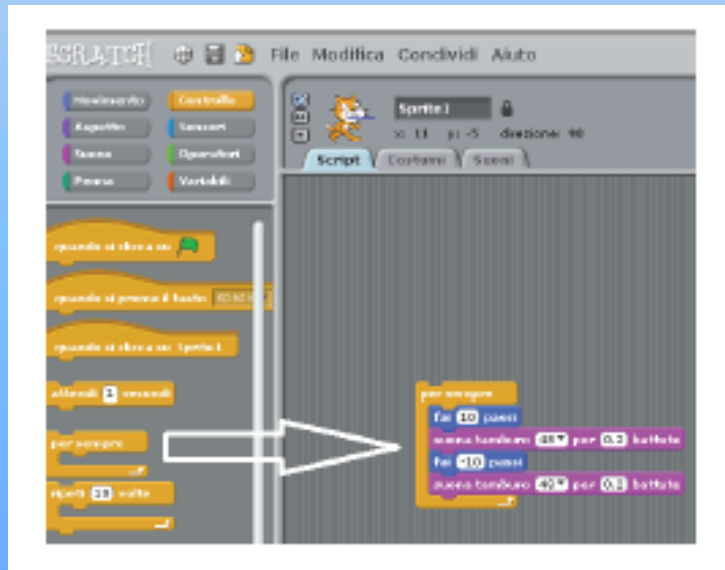 SCRATCH File Modifica Condividi Aiuto
Movimento Controllo
Aspetto Sensori
Suono Operatori
Penna Variabili
Sprite1
x: 11 y: -5 direzione: 90
Script Costumi Suoni
quando si clicca su
quando si preme il tasto
quando si clicca su Sprite1
attendi 1 secondi
per sempre
ripeti 10 volte
per sempre
fai 10 passi
suona tamburo 48 per 0.2 battute
fai -10 passi
suona tamburo per 0.2 battute